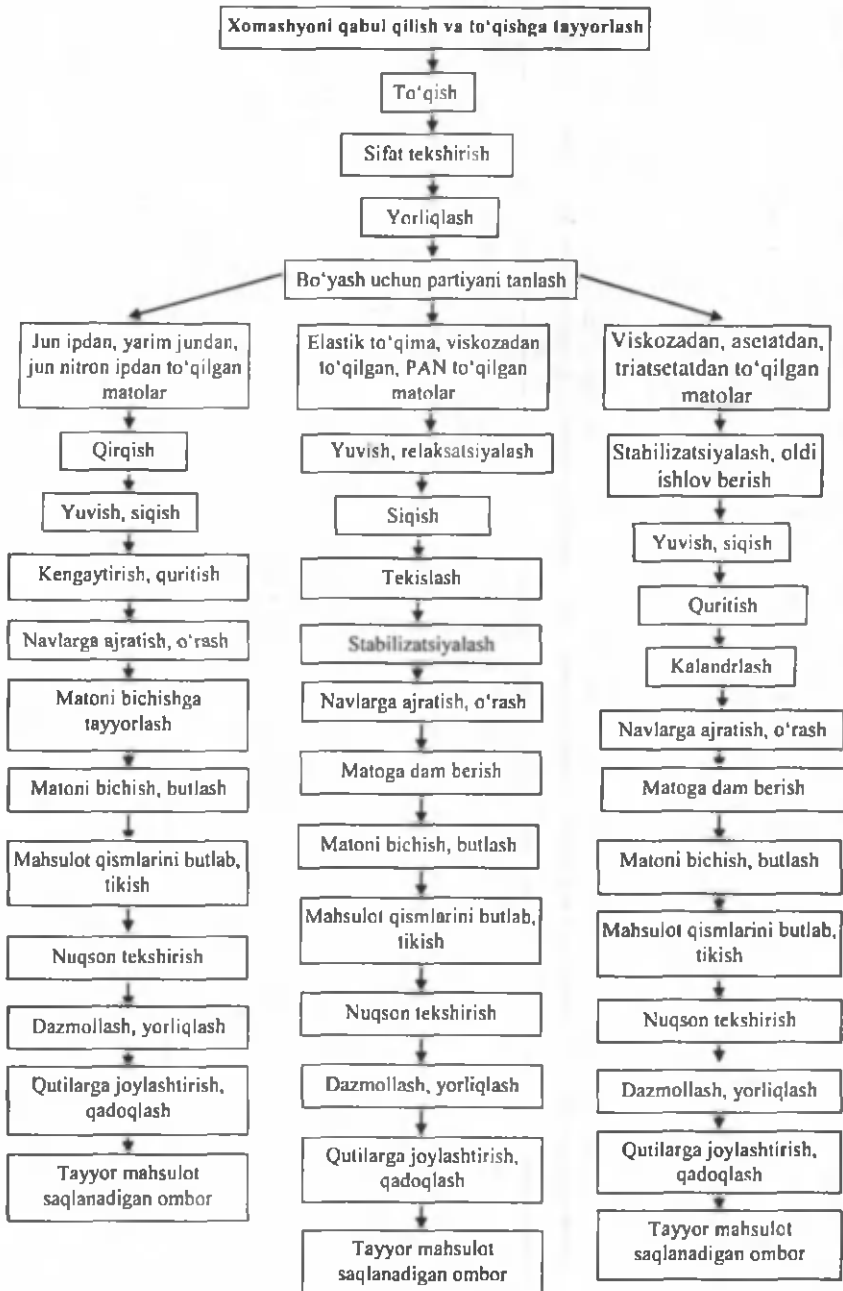 Xomashyoni qabul qilish va to‘qishga tayyorlash
To‘qish
Sifat tekshirish
Yorliqlash
Bo‘yash uchun partiyani tanlash
Jun ipdan, yarim jundan,
jun nitron ipdan to‘qilgan
matolar
Qirqish
Yuvish, siqish
Kengaytirish, quritish
Navlarga ajratish, o‘rash
Matoni bichishga
tayyorlash
Matoni bichish, butlash
Mahsulot qismlarini butlab,
tikish
Nuqson tekshirish
Dazmollash, yorliqlash
Qutilarga joylashtirish,
qadoqlash
Tayyor mahsulot
saqlanadigan ombor
Elastik to‘qima, viskozadan
to‘qilgan, PAN to‘qilgan
matolar
Yuvish, relaksatsiyalash
Siqish
Tekislash
Stabilizatsiyalash
Navlarga ajratish, o‘rash
Matoga dam berish
Matoni bichish, butlash
Mahsulot qismlarini butlab,
tikish
Nuqson tekshirish
Dazmollash, yorliqlash
Qutilarga joylashtirish,
qadoqlash
Tayyor mahsulot
saqlanadigan ombor
Viskozadan, asetatdan,
triatsetatdan to‘qilgan
matolar
Stabilizatsiyalash, oldi
ishlov berish
Yuvish, siqish
Quritish
Kalandrlash
Navlarga ajratish, o‘rash
Matoga dam berish
Matoni bichish, butlash
Mahsulot qismlarini butlab,
tikish
Nuqson tekshirish
Dazmollash, yorliqlash
Qutilarga joylashtirish,
qadoqlash
Tayyor mahsulot
saqlanadigan ombor